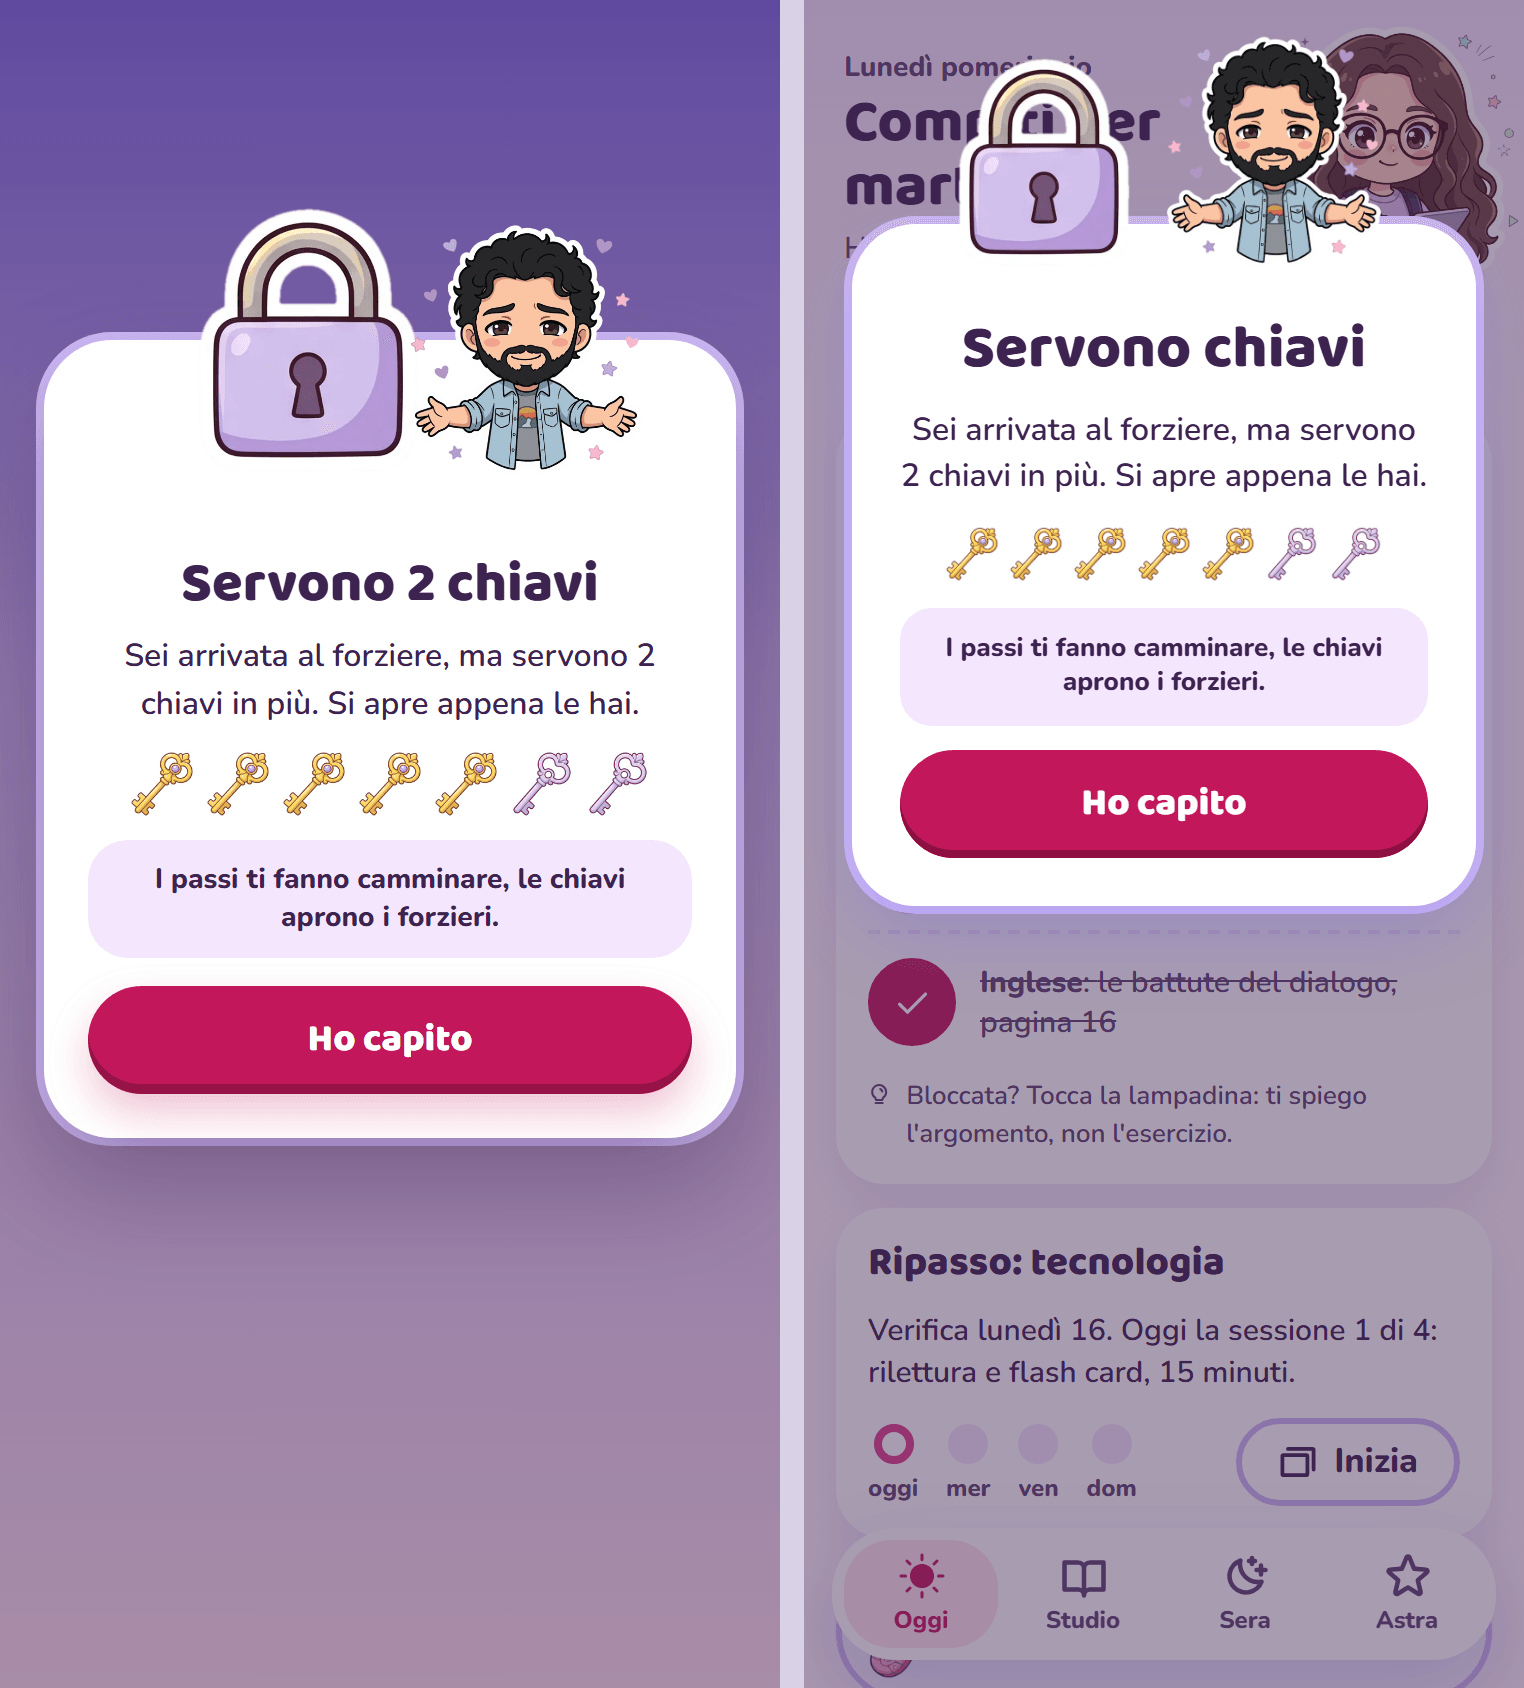 Servono 2 chiavi
Sei arrivata al forziere, ma servono 2
chiavi in più. Si apre appena le hai.
I passi ti fanno camminare, le chiavi
aprono i forzieri.
Ho capito
Lunedì
Servono chiavi
Sei arrivata al forziere, ma servono
2 chiavi in più. Si apre appena le hai.
I passi ti fanno camminare, le chiavi
aprono i forzieri.
Ho capito
Inglese: le battute del dialogo,
pagina 16
Bloccata? Tocca la lampadina: ti spiego
l'argomento, non l'esercizio.
Ripasso: tecnologia
Verifica lunedì 16. Oggi la sessione 1 di 4:
rilettura e flash card, 15 minuti.
oggi mer ven dom
Inizia
Oggi Studio Sera Astra